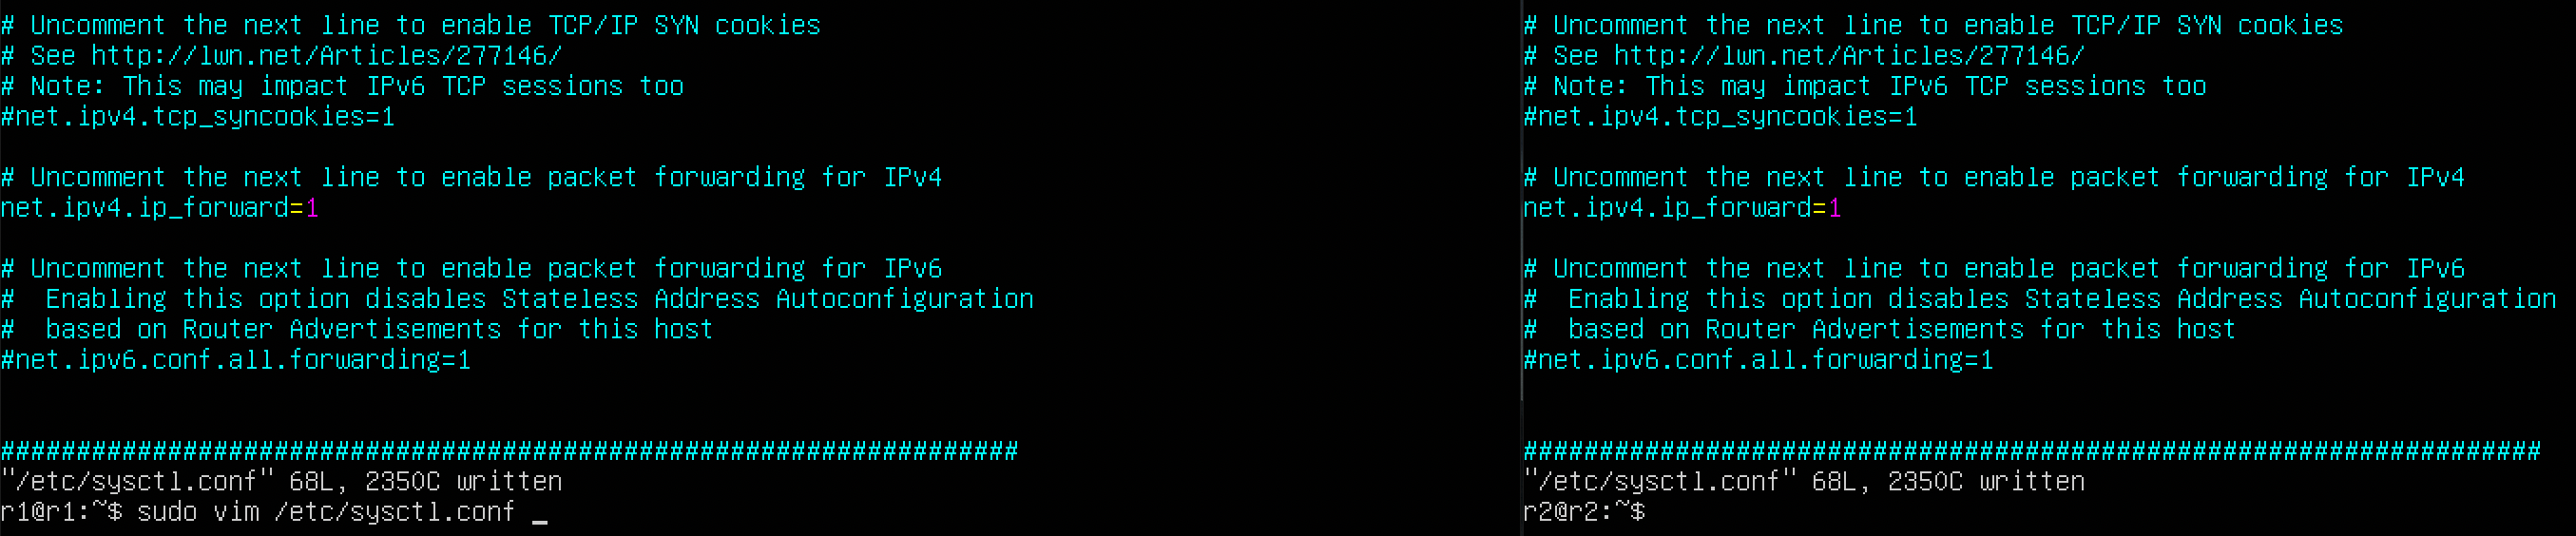 # Uncomment the next line to enable TCP/IP SYN cookies
# See http://lwn.net/Articles/277146/
# Note: This may impact IPv6 TCP sessions too
#net.ipv4.tcp_syncookies=1

# Uncomment the next line to enable packet forwarding for IPv4
net.ipv4.ip_forward=1

# Uncomment the next line to enable packet forwarding for IPv6
#  Enabling this option disables Stateless Address Autoconfiguration
#  based on Router Advertisements for this host
#net.ipv6.conf.all.forwarding=1

###################################################################
"/etc/sysctl.conf" 68L, 2350C written
r1@r1:~$ sudo vim /etc/sysctl.conf _

# Uncomment the next line to enable TCP/IP SYN cookies
# See http://lwn.net/Articles/277146/
# Note: This may impact IPv6 TCP sessions too
#net.ipv4.tcp_syncookies=1

# Uncomment the next line to enable packet forwarding for IPv4
net.ipv4.ip_forward=1

# Uncomment the next line to enable packet forwarding for IPv6
#  Enabling this option disables Stateless Address Autoconfiguration
#  based on Router Advertisements for this host
#net.ipv6.conf.all.forwarding=1

###################################################################
"/etc/sysctl.conf" 68L, 2350C written
r2@r2:~$